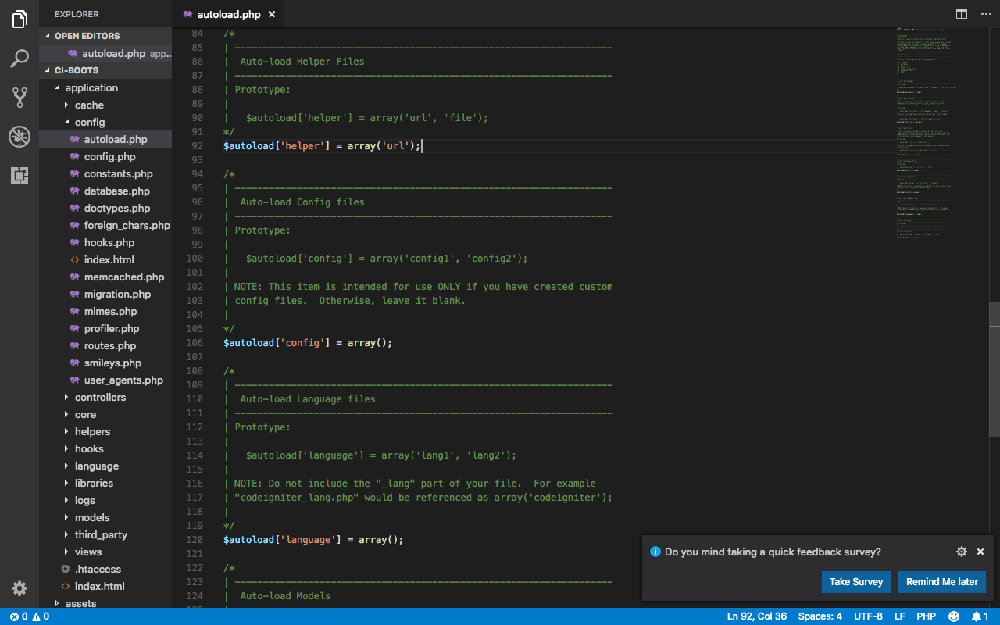 EXPLORER
OPEN EDITORS
autoload.php app...
CI-BOOTS
application
cache
config
autoload.php
config.php
constants.php
database.php
doctypes.php
foreign_chars.php
hooks.php
index.html
memcached.php
migration.php
mimes.php
profiler.php
routes.php
smileys.php
user_agents.php
controllers
core
helpers
hooks
language
libraries
logs
models
third_party
views
.htaccess
index.html
assets
autoload.php
84 /*
85 | -------------------------------------------------------------------
86 |  Auto-load Helper Files
87 | -------------------------------------------------------------------
88 | Prototype:
89 |
90 |   $autoload['helper'] = array('url', 'file');
91 */
92 $autoload['helper'] = array('url');
93
94 /*
95 | -------------------------------------------------------------------
96 |  Auto-load Config files
97 | -------------------------------------------------------------------
98 | Prototype:
99 |
100 |   $autoload['config'] = array('config1', 'config2');
101 |
102 | NOTE: This item is intended for use ONLY if you have created custom
103 | config files.  Otherwise, leave it blank.
104 |
105 */
106 $autoload['config'] = array();
107
108 /*
109 | -------------------------------------------------------------------
110 |  Auto-load Language files
111 | -------------------------------------------------------------------
112 | Prototype:
113 |
114 |   $autoload['language'] = array('lang1', 'lang2');
115 |
116 | NOTE: Do not include the "_lang" part of your file.  For example
117 | "codeigniter_lang.php" would be referenced as array('codeigniter');
118 |
119 */
120 $autoload['language'] = array();
121
122 /*
123 | -------------------------------------------------------------------
124 |  Auto-load Models
Do you mind taking a quick feedback survey?
Take Survey
Remind Me later
0 0
Ln 92, Col 36
Spaces: 4
UTF-8
LF
PHP
1